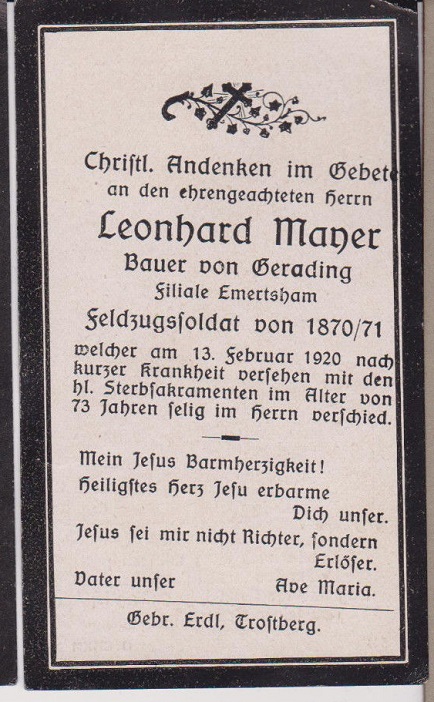 Christl. Andenken im Gebete
an den ehrengeachteten Herrn
Leonhard Mayer
Bauer von Gerading
Filiale Emertsham
Feldzugssoldat von 1870/71
welcher am 13. Februar 1920 nach
kurzer Krankheit versehen mit den
hl. Sterbsakramenten im Alter von
73 Jahren selig im Herrn verschied.
Mein Jesus Barmherzigkeit!
Heiligstes Herz Jesu erbarme
Dich unser.
Jesus sei mir nicht Richter, sondern
Erlöser.
Vater unser Ave Maria.
Gebr. Erdl, Trostberg.